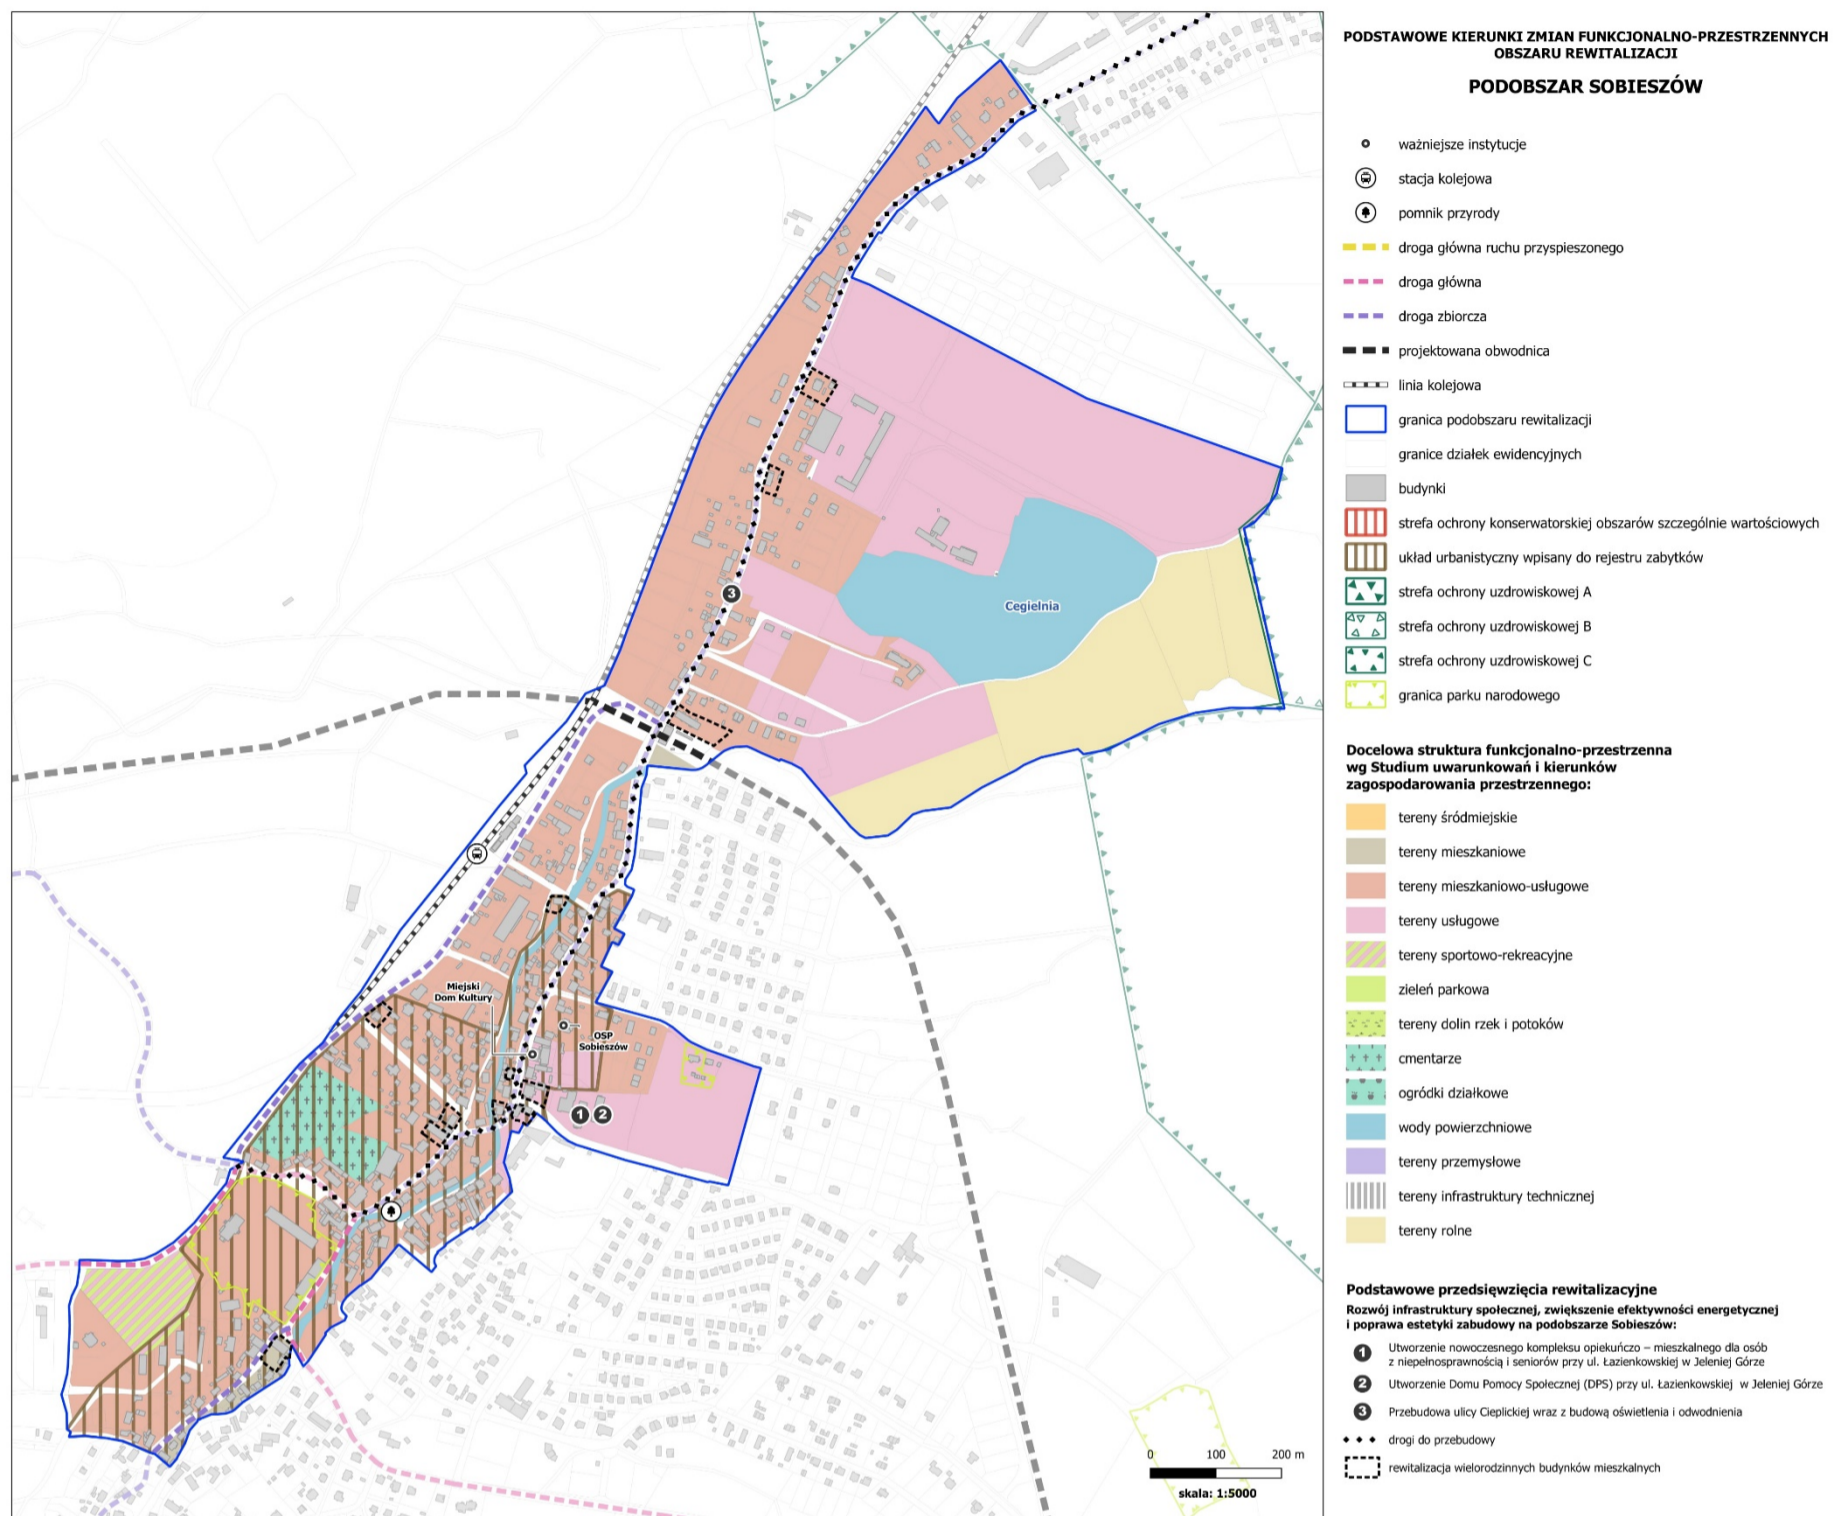 PODSTAWOWE KIERUNKI ZMIAN FUNKCJONALNO-PRZESTRZENNYCH
OBSZARU REWITALIZACJI
PODOBSZAR SOBIESZÓW
ważniejsze instytucje
stacja kolejowa
pomnik przyrody
droga główna ruchu przyspieszonego
droga główna
droga zbiorcza
projektowana obwodnica
linia kolejowa
granica podobszaru rewitalizacji
granice działek ewidencyjnych
budynki
strefa ochrony konserwatorskiej obszarów szczególnie wartościowych
układ urbanistyczny wpisany do rejestru zabytków
strefa ochrony uzdrowiskowej A
strefa ochrony uzdrowiskowej B
strefa ochrony uzdrowiskowej C
granica parku narodowego
Docelowa struktura funkcjonalno-przestrzenna
wg Studium uwarunkowań i kierunków
zagospodarowania przestrzennego:
tereny śródmiejskie
tereny mieszkaniowe
tereny mieszkaniowo-usługowe
tereny usługowe
tereny sportowo-rekreacyjne
zieleń parkowa
tereny dolin rzek i potoków
cmentarze
ogródki działkowe
wody powierzchniowe
tereny przemysłowe
tereny infrastruktury technicznej
tereny rolne
Podstawowe przedsięwzięcia rewitalizacyjne
Rozwój infrastruktury społecznej, zwiększenie efektywności energetycznej
i poprawa estetyki zabudowy na podobszarze Sobieszów:
1 Utworzenie nowoczesnego kompleksu opiekuńczo – mieszkalnego dla osób
z niepełnosprawnością i seniorów przy ul. Łazienkowskiej w Jeleniej Górze
2 Utworzenie Domu Pomocy Społecznej (DPS) przy ul. Łazienkowskiej w Jeleniej Górze
3 Przebudowa ulicy Cieplickiej wraz z budową oświetlenia i odwodnienia
drogi do przebudowy
rewitalizacja wielorodzinnych budynków mieszkalnych
Cegielnia
3
Miejski
Dom Kultury
OSP
Sobieszów
1 2
0 100 200 m
skala: 1:5000